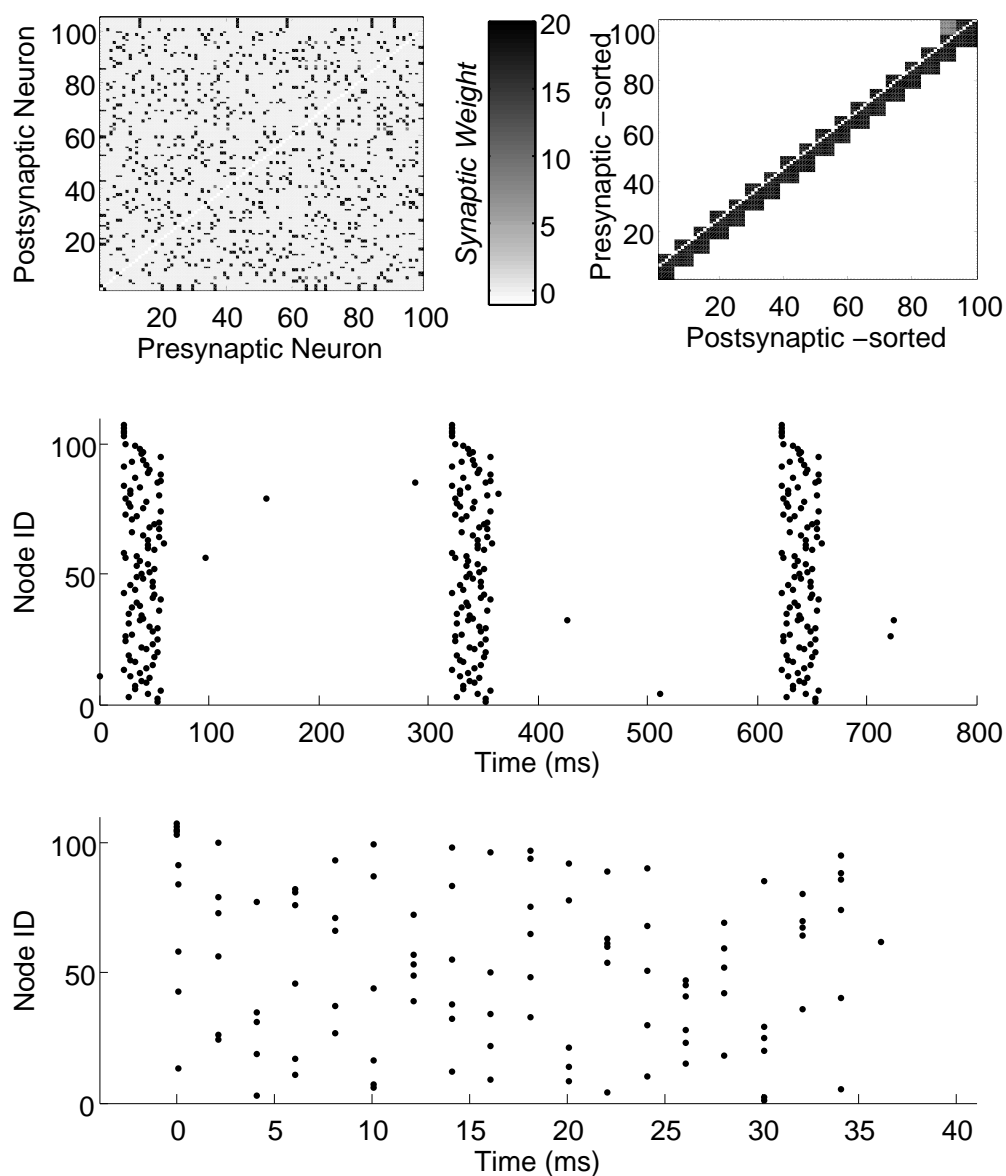 Postsynaptic Neuron
100
80
60
40
20
20 40 60 80 100
Presynaptic Neuron
Synaptic Weight
20
15
10
5
0
Presynaptic −sorted
100
80
60
40
20
20 40 60 80 100
Postsynaptic −sorted
Node ID
100
50
0
0 100 200 300 400 500 600 700 800
Time (ms)
Node ID
100
50
0
0 5 10 15 20 25 30 35 40
Time (ms)